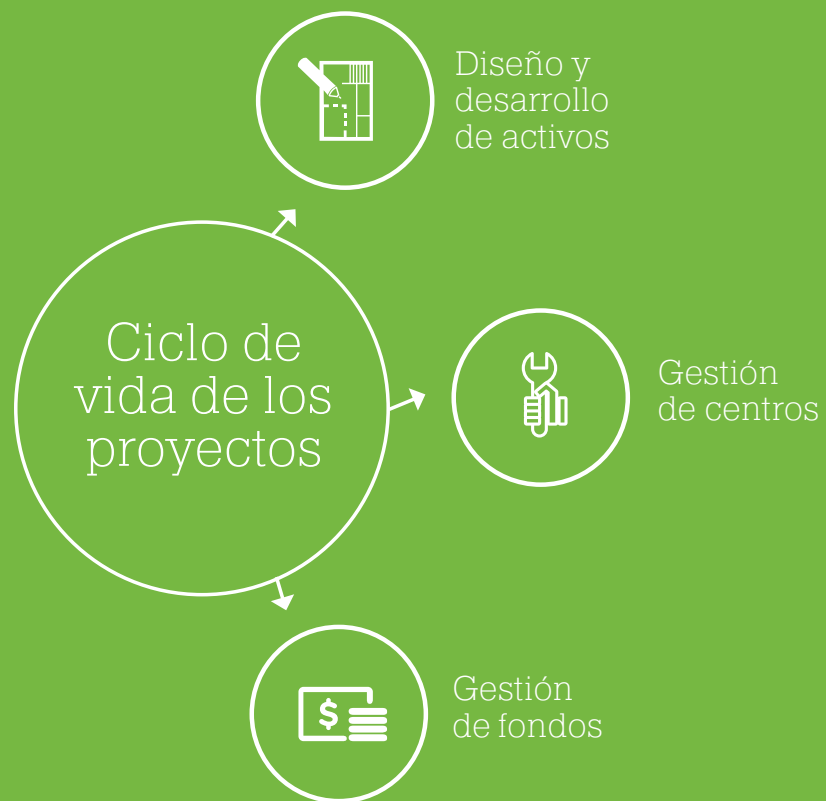 Diseño y
desarrollo
de activos
Ciclo de
vida de los
proyectos
Gestión
de centros
$
Gestión
de fondos